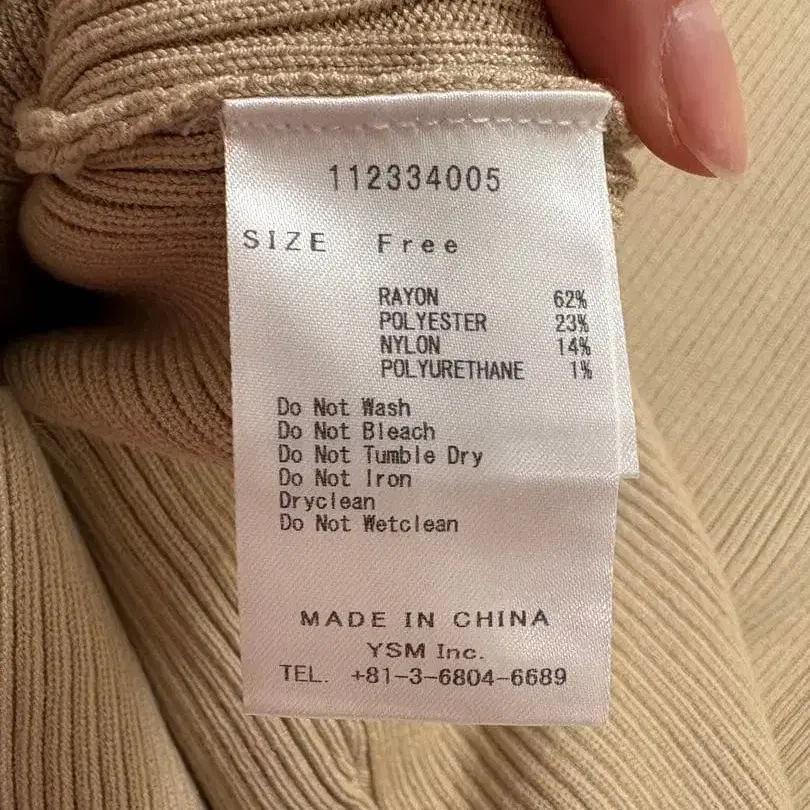 112334005
SIZE Free
RAYON 62%
POLYESTER 23%
NYLON 14%
POLYURETHANE 1%
Do Not Wash
Do Not Bleach
Do Not Tumble Dry
Do Not Iron
Dryclean
Do Not Wetclean
MADE IN CHINA
YSM Inc.
TEL. +81-3-6804-6689